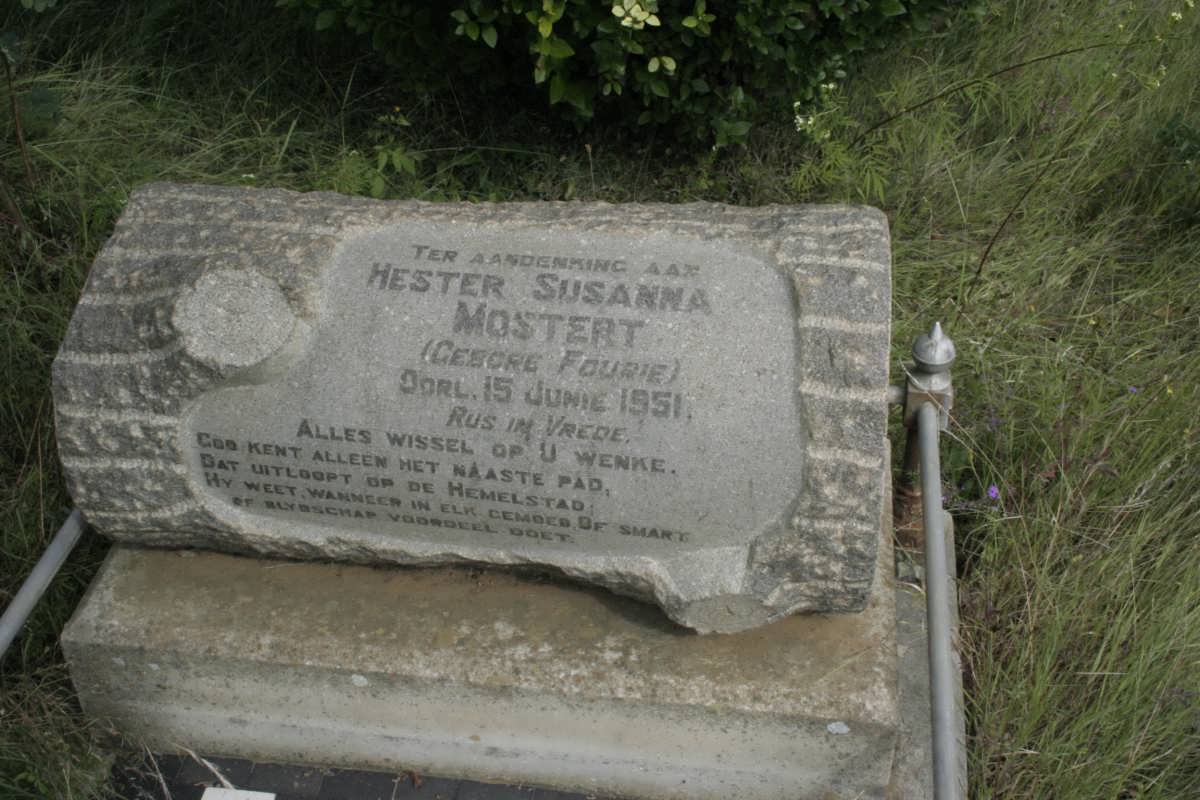 TER AANDENKING AAT
HESTER SUSANNA
MOSTERT
(GEBORE FOURIE)
OORL. 15 JUNIE 1951.
RUS IN VREDE.
ALLES WISSEL OP U WENKE.
GOD KENT ALLEEN HET NAASTE PAD,
DAT UITLOOPT OP DE HEMELSTAD;
HY WEET, WANNEER IN ELK GEMOED, OF SMART
OF BLYDSCHAP VOORDEEL DOET.